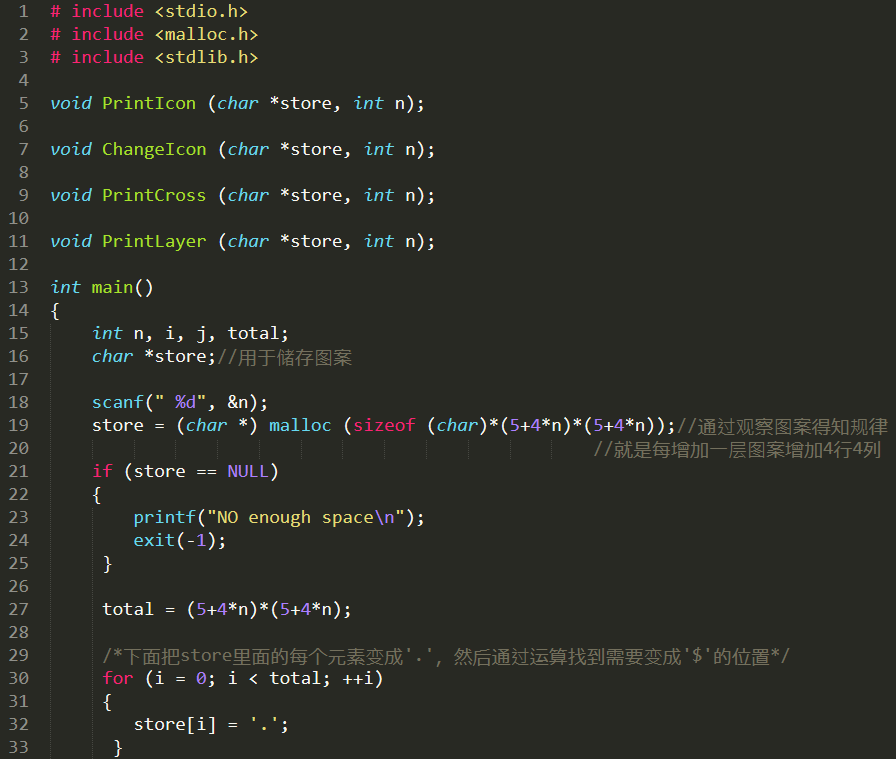 1 # include <stdio.h>
2 # include <malloc.h>
3 # include <stdlib.h>
4
5 void PrintIcon (char *store, int n);
6
7 void ChangeIcon (char *store, int n);
8
9 void PrintCross (char *store, int n);
10
11 void PrintLayer (char *store, int n);
12
13 int main()
14 {
15     int n, i, j, total;
16     char *store;//用于储存图案
17
18     scanf(" %d", &n);
19     store = (char *) malloc (sizeof (char)*(5+4*n)*(5+4*n));//通过观察图案得知规律
20                                                     //就是每增加一层图案增加4行4列
21     if (store == NULL)
22     {
23         printf("NO enough space\n");
24         exit(-1);
25      }
26
27      total = (5+4*n)*(5+4*n);
28
29      /*下面把store里面的每个元素变成'.', 然后通过运算找到需要变成'$'的位置*/
30      for (i = 0; i < total; ++i)
31      {
32         store[i] = '.';
33       }